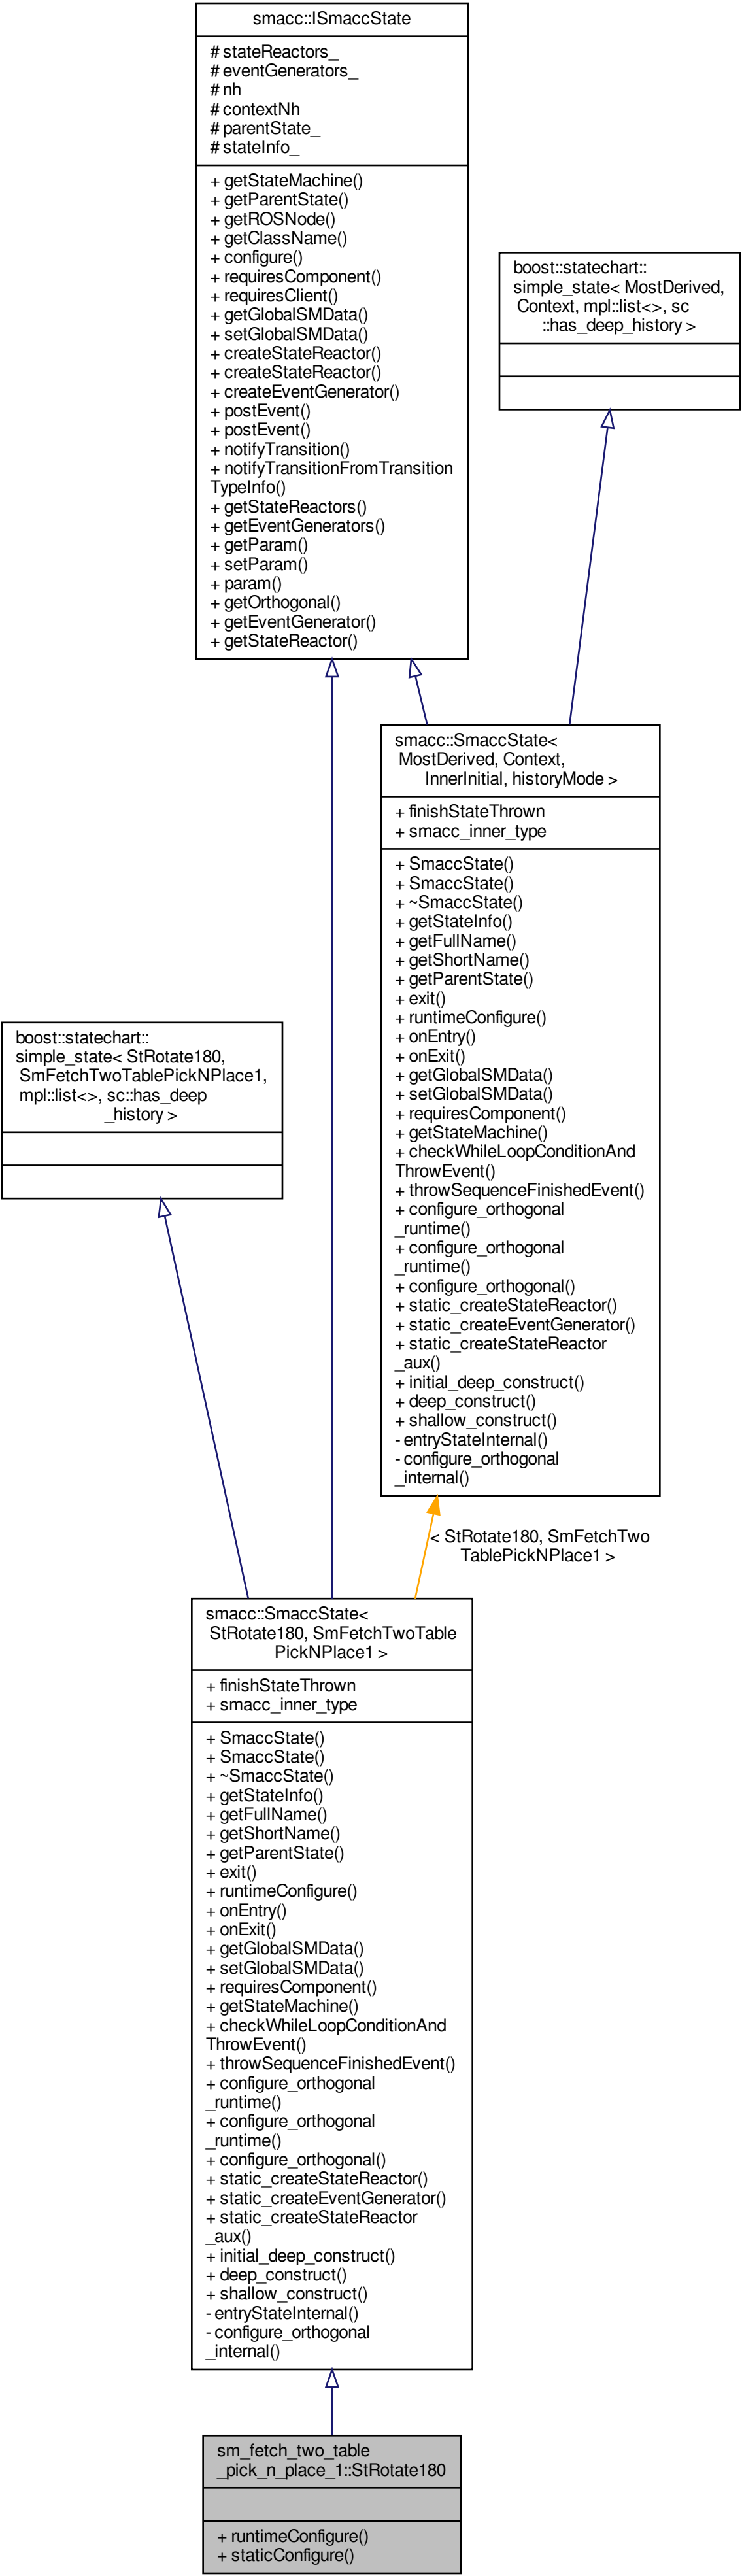 smacc::ISmaccState
# stateReactors_
# eventGenerators_
# nh
# contextNh
# parentState_
# stateInfo_
+ getStateMachine()
+ getParentState()
+ getROSNode()
+ getClassName()
+ configure()
+ requiresComponent()
+ requiresClient()
+ getGlobalSMData()
+ setGlobalSMData()
+ createStateReactor()
+ createStateReactor()
+ createEventGenerator()
+ postEvent()
+ postEvent()
+ notifyTransition()
+ notifyTransitionFromTransition
TypeInfo()
+ getStateReactors()
+ getEventGenerators()
+ getParam()
+ setParam()
+ param()
+ getOrthogonal()
+ getEventGenerator()
+ getStateReactor()
boost::statechart::
simple_state< MostDerived,
Context, mpl::list<>, sc
::has_deep_history >
smacc::SmaccState<
MostDerived, Context,
InnerInitial, historyMode >
+ finishStateThrown
+ smacc_inner_type
+ SmaccState()
+ SmaccState()
+ ~SmaccState()
+ getStateInfo()
+ getFullName()
+ getShortName()
+ getParentState()
+ exit()
+ runtimeConfigure()
+ onEntry()
+ onExit()
+ getGlobalSMData()
+ setGlobalSMData()
+ requiresComponent()
+ getStateMachine()
+ checkWhileLoopConditionAnd
ThrowEvent()
+ throwSequenceFinishedEvent()
+ configure_orthogonal
_runtime()
+ configure_orthogonal
_runtime()
+ configure_orthogonal()
+ static_createStateReactor()
+ static_createEventGenerator()
+ static_createStateReactor
_aux()
+ initial_deep_construct()
+ deep_construct()
+ shallow_construct()
- entryStateInternal()
- configure_orthogonal
_internal()
boost::statechart::
simple_state< StRotate180,
SmFetchTwoTablePickNPlace1,
mpl::list<>, sc::has_deep
_history >
< StRotate180, SmFetchTwo
TablePickNPlace1 >
smacc::SmaccState<
StRotate180, SmFetchTwoTable
PickNPlace1 >
+ finishStateThrown
+ smacc_inner_type
+ SmaccState()
+ SmaccState()
+ ~SmaccState()
+ getStateInfo()
+ getFullName()
+ getShortName()
+ getParentState()
+ exit()
+ runtimeConfigure()
+ onEntry()
+ onExit()
+ getGlobalSMData()
+ setGlobalSMData()
+ requiresComponent()
+ getStateMachine()
+ checkWhileLoopConditionAnd
ThrowEvent()
+ throwSequenceFinishedEvent()
+ configure_orthogonal
_runtime()
+ configure_orthogonal
_runtime()
+ configure_orthogonal()
+ static_createStateReactor()
+ static_createEventGenerator()
+ static_createStateReactor
_aux()
+ initial_deep_construct()
+ deep_construct()
+ shallow_construct()
- entryStateInternal()
- configure_orthogonal
_internal()
sm_fetch_two_table
_pick_n_place_1::StRotate180
+ runtimeConfigure()
+ staticConfigure()